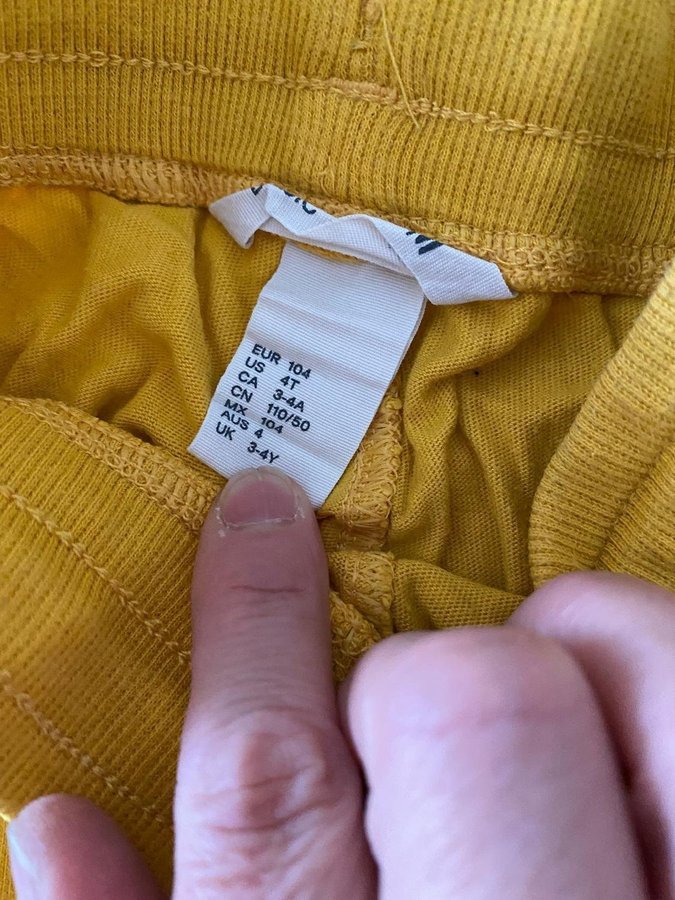 EUR 104
US 4T
CA 3-4A
CN 110/50
MX 104
AUS 4
UK 3-4Y